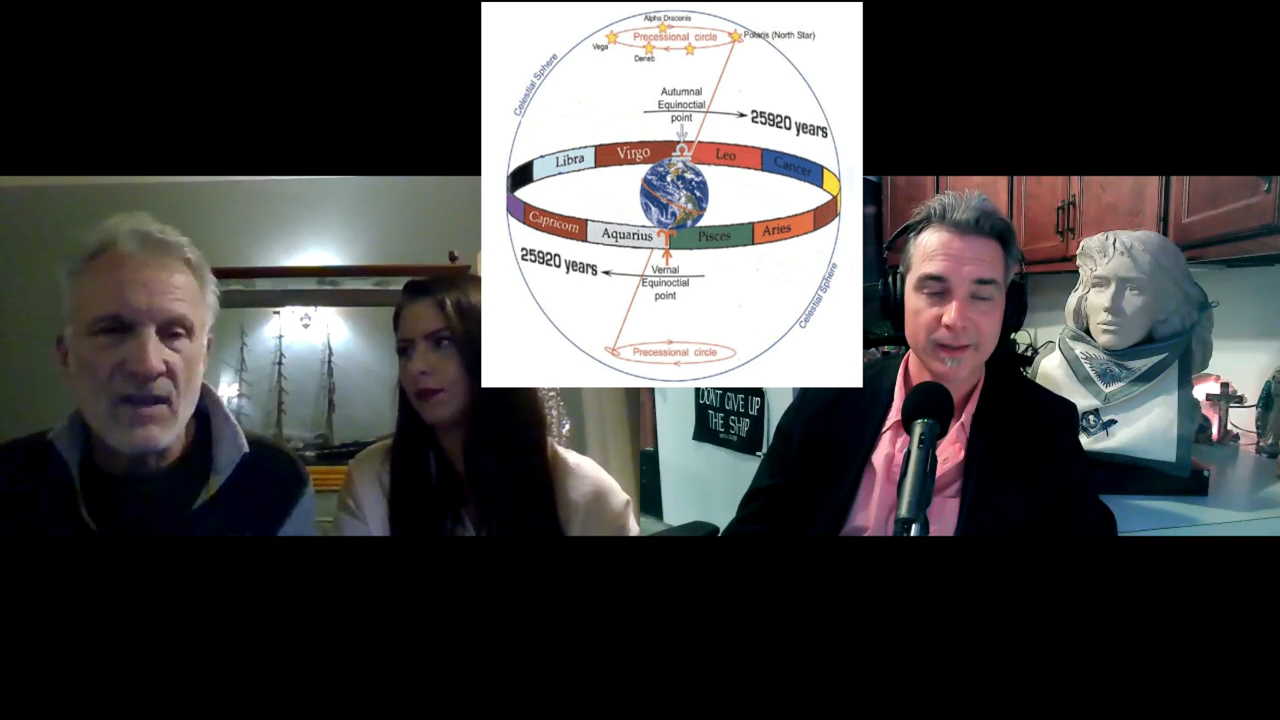 Alpha Draconis
Precessional circle
Polaris (North Star)
Vega
Deneb
Celestial Sphere
Autumnal
Equinoctial
point
25920 years
Libra
Virgo
Leo
Cancer
Capricorn
Aquarius
Pisces
Aries
25920 years
Vernal
Equinoctial
point
Celestial Sphere
Precessional circle
DONT GIVE UP
THE SHIP